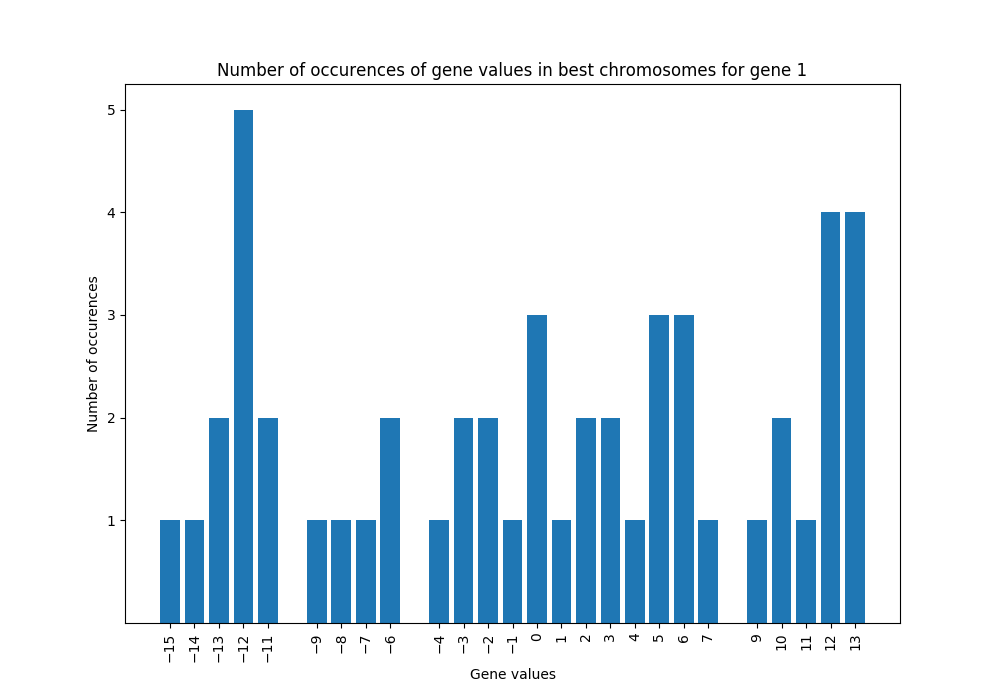 Number of occurences of gene values in best chromosomes for gene 1
5
4
3
2
1
Number of occurences
−15 −14 −13 −12 −11 −9 −8 −7 −6 −4 −3 −2 −1 0 1 2 3 4 5 6 7 9 10 11 12 13
Gene values